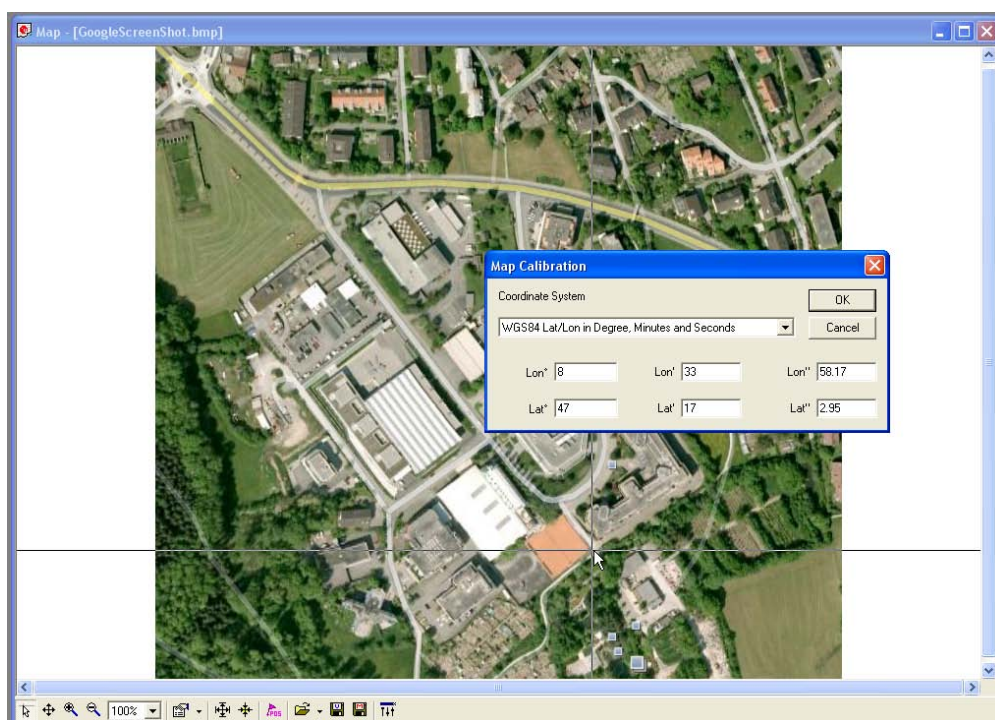 Map - [GoogleScreenShot.bmp]
Map Calibration
Coordinate System
OK
WGS84 Lat/Lon in Degree, Minutes and Seconds
Cancel
Lon° 8 Lon' 33 Lon'' 58.17
Lat° 47 Lat' 17 Lat'' 2.95
100% POS